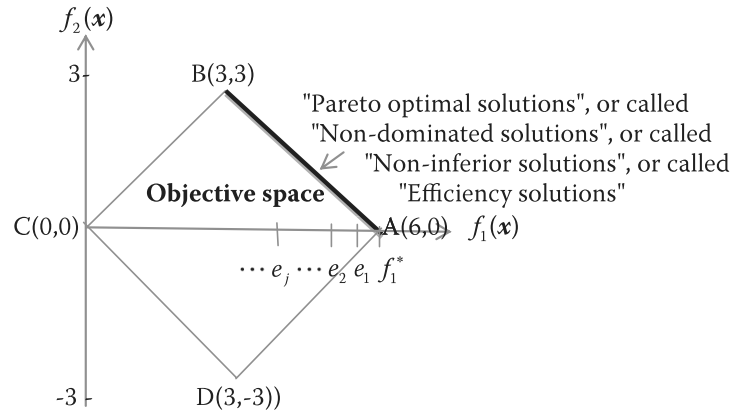 f₂(x)
3
B(3,3)
"Pareto optimal solutions", or called
"Non-dominated solutions", or called
"Non-inferior solutions", or called
"Efficiency solutions"
Objective space
C(0,0)
A(6,0)
f₁(x)
··· eⱼ ··· e₂ e₁ f₁*
-3
D(3,-3))